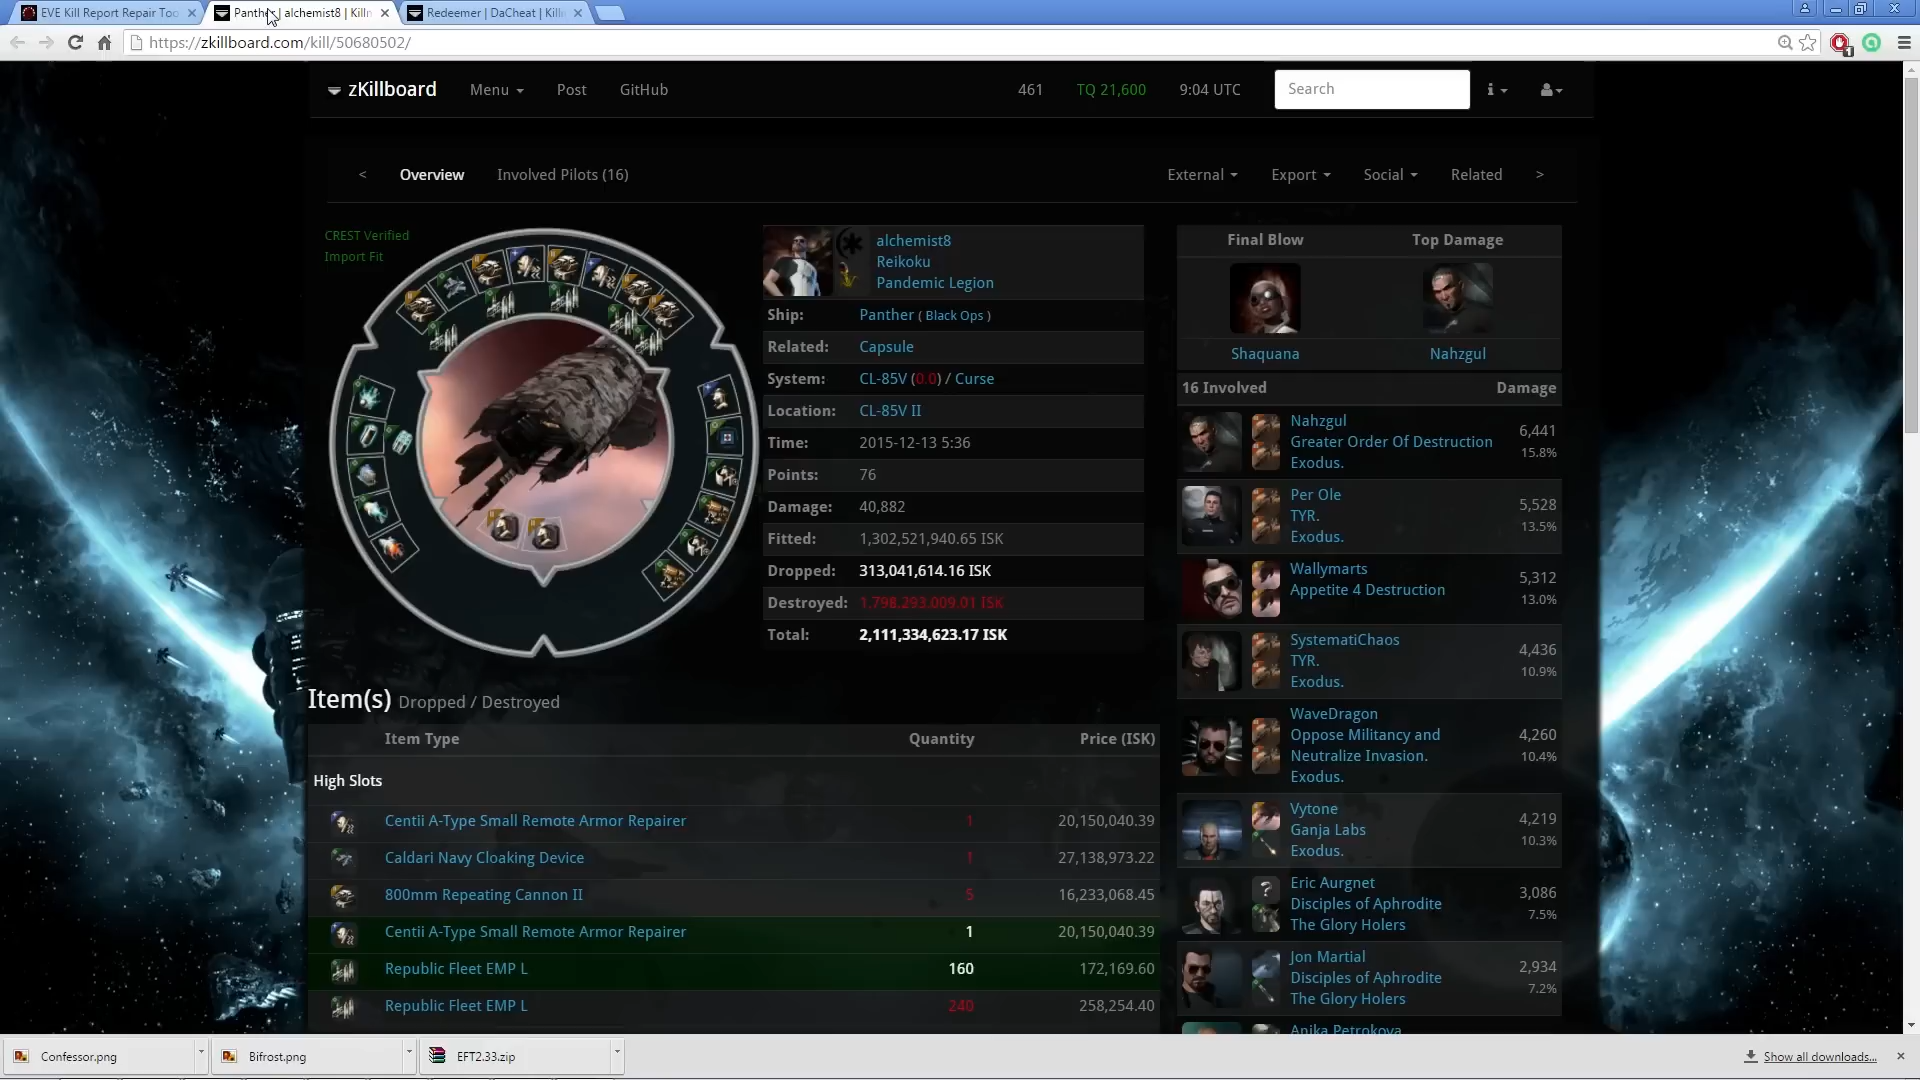 EVE Kill Report Repair Too
Panther | alchemist8 | Killm
Redeemer | DaCheat | Kill
https://zkillboard.com/kill/50680502/
zKillboard
Menu
Post
GitHub
461
TQ 21,600
9:04 UTC
Search
<
Overview
Involved Pilots (16)
External
Export
Social
Related
>
CREST Verified
Import Fit
alchemist8
Reikoku
Pandemic Legion
Ship: Panther ( Black Ops )
Related: Capsule
System: CL-85V (0.0) / Curse
Location: CL-85V II
Time: 2015-12-13 5:36
Points: 76
Damage: 40,882
Fitted: 1,302,521,940.65 ISK
Dropped: 313,041,614.16 ISK
Destroyed: 1,798,293,009.01 ISK
Total: 2,111,334,623.17 ISK
Final Blow Top Damage
Shaquana Nahzgul
16 Involved Damage
Nahzgul
Greater Order Of Destruction
Exodus.
6,441
15.8%
Per Ole
TYR.
Exodus.
5,528
13.5%
Wallymarts
Appetite 4 Destruction
5,312
13.0%
SystematiChaos
TYR.
Exodus.
4,436
10.9%
WaveDragon
Oppose Militancy and
Neutralize Invasion.
Exodus.
4,260
10.4%
Vytone
Ganja Labs
Exodus.
4,219
10.3%
Eric Aurgnet
Disciples of Aphrodite
The Glory Holers
3,086
7.5%
Jon Martial
Disciples of Aphrodite
The Glory Holers
2,934
7.2%
Anika Petrokova
Item(s) Dropped / Destroyed
Item Type Quantity Price (ISK)
High Slots
Centii A-Type Small Remote Armor Repairer 1 20,150,040.39
Caldari Navy Cloaking Device 1 27,138,973.22
800mm Repeating Cannon II 5 16,233,068.45
Centii A-Type Small Remote Armor Repairer 1 20,150,040.39
Republic Fleet EMP L 160 172,169.60
Republic Fleet EMP L 240 258,254.40
Confessor.png
Bifrost.png
EFT2.33.zip
Show all downloads...